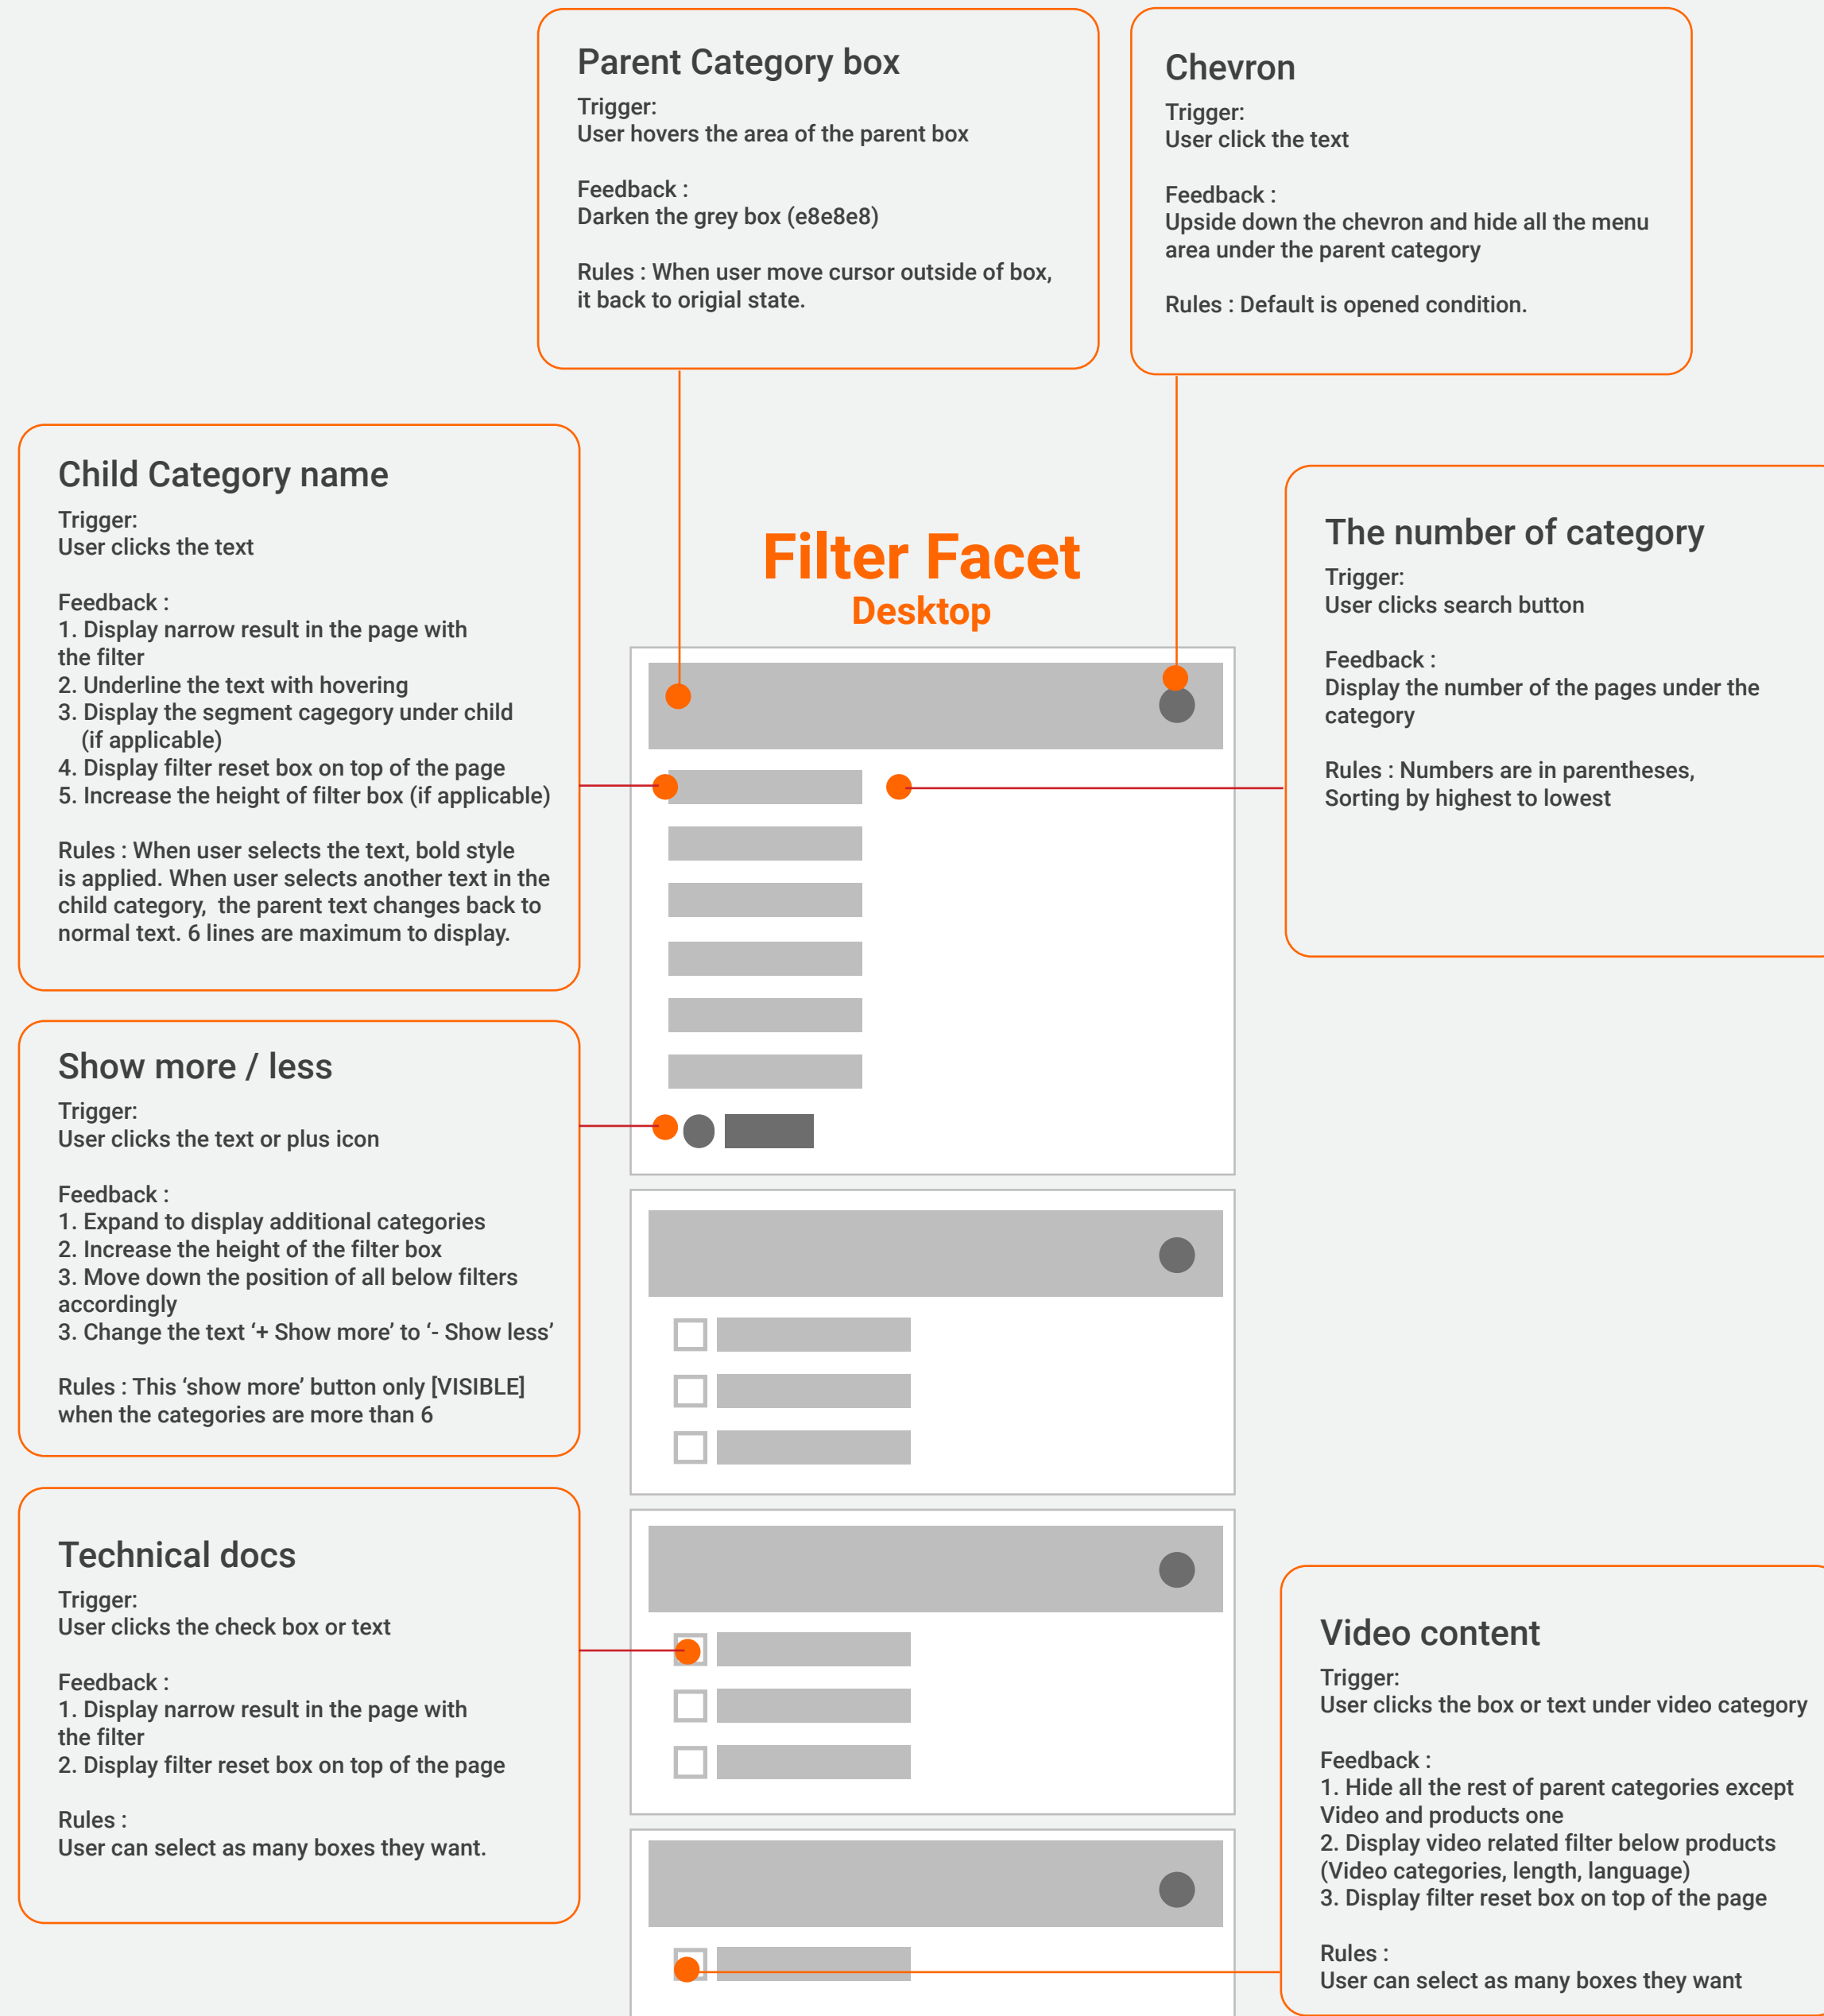 Parent Category box
Trigger:
User hovers the area of the parent box
Feedback :
Darken the grey box (e8e8e8)
Rules : When user move cursor outside of box,
it back to origial state.
Chevron
Trigger:
User click the text
Feedback :
Upside down the chevron and hide all the menu
area under the parent category
Rules : Default is opened condition.
Child Category name
Trigger:
User clicks the text
Feedback :
1. Display narrow result in the page with
the filter
2. Underline the text with hovering
3. Display the segment cagegory under child
(if applicable)
4. Display filter reset box on top of the page
5. Increase the height of filter box (if applicable)
Rules : When user selects the text, bold style
is applied. When user selects another text in the
child category,  the parent text changes back to
normal text. 6 lines are maximum to display.
Filter Facet
Desktop
The number of category
Trigger:
User clicks search button
Feedback :
Display the number of the pages under the
category
Rules : Numbers are in parentheses,
Sorting by highest to lowest
Show more / less
Trigger:
User clicks the text or plus icon
Feedback :
1. Expand to display additional categories
2. Increase the height of the filter box
3. Move down the position of all below filters
accordingly
3. Change the text ‘+ Show more’ to ‘- Show less’
Rules : This ‘show more’ button only [VISIBLE]
when the categories are more than 6
Technical docs
Trigger:
User clicks the check box or text
Feedback :
1. Display narrow result in the page with
the filter
2. Display filter reset box on top of the page
Rules :
User can select as many boxes they want.
Video content
Trigger:
User clicks the box or text under video category
Feedback :
1. Hide all the rest of parent categories except
Video and products one
2. Display video related filter below products
(Video categories, length, language)
3. Display filter reset box on top of the page
Rules :
User can select as many boxes they want